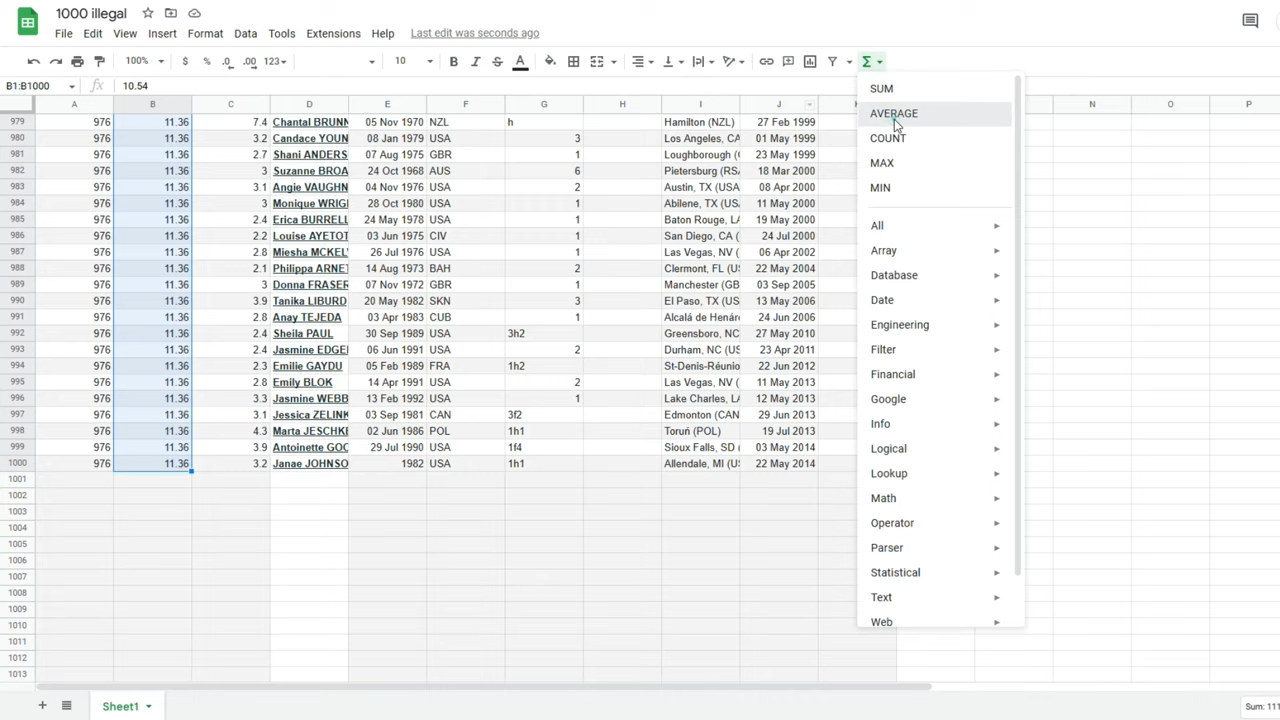 1000 illegal
File Edit View Insert Format Data Tools Extensions Help Last edit was seconds ago
100% $ % .0 .00 123 10 B I S A Σ
B1:B1000 fx 10.54
A B C D E F G H I J N O P
979 976 11.36 7.4 Chantal BRUNN 05 Nov 1970 NZL h Hamilton (NZL) 27 Feb 1999
980 976 11.36 3.2 Candace YOUN 08 Jan 1979 USA 3 Los Angeles, CA 01 May 1999
981 976 11.36 2.7 Shani ANDERS 07 Aug 1975 GBR 1 Loughborough ( 23 May 1999
982 976 11.36 3 Suzanne BROA 24 Oct 1968 AUS 6 Pietersburg (RS 18 Mar 2000
983 976 11.36 3.1 Angie VAUGHN 04 Nov 1976 USA 2 Austin, TX (USA 08 Apr 2000
984 976 11.36 3 Monique WRIG 28 Oct 1980 USA 1 Abilene, TX (US 11 May 2000
985 976 11.36 2.4 Erica BURRELL 24 May 1978 USA 1 Baton Rouge, LA 19 May 2000
986 976 11.36 2.2 Louise AYETOT 03 Jun 1975 CIV 1 San Diego, CA ( 24 Jul 2000
987 976 11.36 2.8 Miesha MCKEL 26 Jul 1976 USA 1 Las Vegas, NV ( 06 Apr 2002
988 976 11.36 2.1 Philippa ARNET 14 Aug 1973 BAH 2 Clermont, FL (U 22 May 2004
989 976 11.36 3 Donna FRASER 07 Nov 1972 GBR 1 Manchester (GB 03 Sep 2005
990 976 11.36 3.9 Tanika LIBURD 20 May 1982 SKN 3 El Paso, TX (US 13 May 2006
991 976 11.36 2.8 Anay TEJEDA 03 Apr 1983 CUB 1 Alcalá de Henár 24 Jun 2006
992 976 11.36 2.4 Sheila PAUL 30 Sep 1989 USA 3h2 Greensboro, NC 27 May 2010
993 976 11.36 2.4 Jasmine EDGE 06 Jun 1991 USA 2 Durham, NC (US 23 Apr 2011
994 976 11.36 2.3 Emilie GAYDU 05 Feb 1989 FRA 1h2 St-Denis-Réunio 22 Jun 2012
995 976 11.36 2.8 Emily BLOK 14 Apr 1991 USA 2 Las Vegas, NV ( 11 May 2013
996 976 11.36 3.3 Jasmine WEBB 13 Feb 1992 USA 1 Lake Charles, L 12 May 2013
997 976 11.36 3.1 Jessica ZELINK 03 Sep 1981 CAN 3f2 Edmonton (CAN 29 Jun 2013
998 976 11.36 4.3 Marta JESCHK 02 Jun 1986 POL 1h1 Toruń (POL) 19 Jul 2013
999 976 11.36 3.9 Antoinette GOO 29 Jul 1990 USA 1f4 Sioux Falls, SD 03 May 2014
1000 976 11.36 3.2 Janae JOHNSO 1982 USA 1h1 Allendale, MI (U 22 May 2014
1001
1002
1003
1004
1005
1006
1007
1008
1009
1010
1011
1012
1013
SUM
AVERAGE
COUNT
MAX
MIN
All
Array
Database
Date
Engineering
Filter
Financial
Google
Info
Logical
Lookup
Math
Operator
Parser
Statistical
Text
Web
Sheet1
Sum: 111